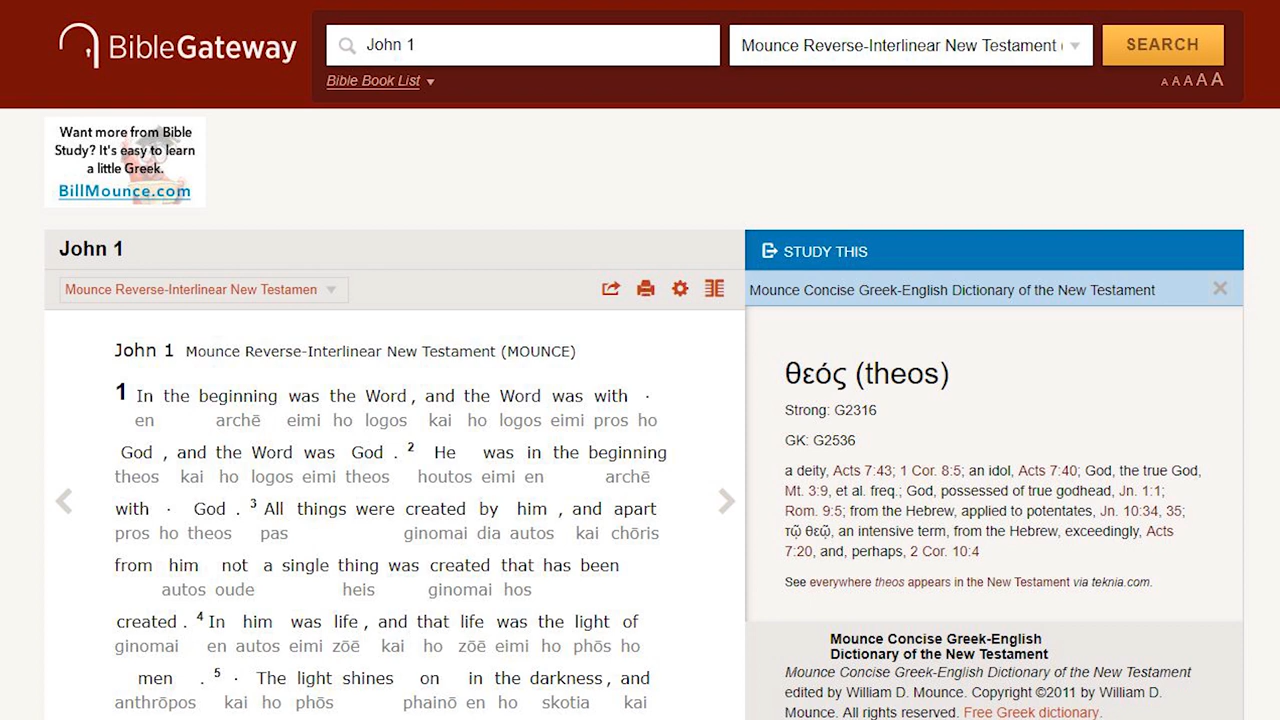 BibleGateway
John 1
Mounce Reverse-Interlinear New Testament (
SEARCH
Bible Book List
A A A A A
Want more from Bible
Study? It's easy to learn
a little Greek.
BillMounce.com
John 1
Mounce Reverse-Interlinear New Testamen
John 1 Mounce Reverse-Interlinear New Testament (MOUNCE)
1 In the beginning was the Word , and the Word was with ·
en archē eimi ho logos kai ho logos eimi pros ho
God , and the Word was God . 2 He was in the beginning
theos kai ho logos eimi theos houtos eimi en archē
with · God . 3 All things were created by him , and apart
pros ho theos pas ginomai dia autos kai chōris
from him not a single thing was created that has been
autos oude heis ginomai hos
created . 4 In him was life , and that life was the light of
ginomai en autos eimi zōē kai ho zōē eimi ho phōs ho
men . 5 · The light shines on in the darkness , and
anthrōpos kai ho phōs phainō en ho skotia kai
STUDY THIS
Mounce Concise Greek-English Dictionary of the New Testament
θεός (theos)
Strong: G2316
GK: G2536
a deity, Acts 7:43; 1 Cor. 8:5; an idol, Acts 7:40; God, the true God,
Mt. 3:9, et al. freq.; God, possessed of true godhead, Jn. 1:1;
Rom. 9:5; from the Hebrew, applied to potentates, Jn. 10:34, 35;
τῷ θεῷ, an intensive term, from the Hebrew, exceedingly, Acts
7:20, and, perhaps, 2 Cor. 10:4
See everywhere theos appears in the New Testament via teknia.com.
Mounce Concise Greek-English
Dictionary of the New Testament
Mounce Concise Greek-English Dictionary of the New Testament
edited by William D. Mounce. Copyright ©2011 by William D.
Mounce. All rights reserved. Free Greek dictionary.